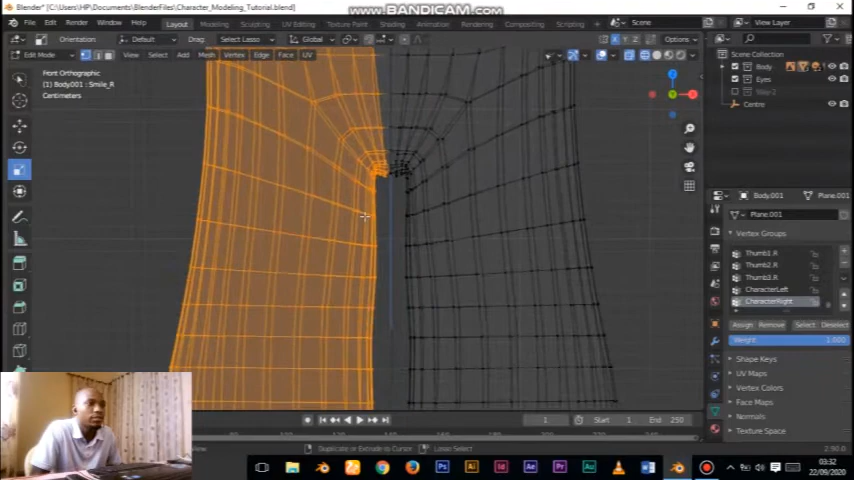 Blender* [C:\Users\HP\Documents\BlenderFiles\Character_Modeling_Tutorial.blend]
www.BANDICAM.com
File Edit Render Window Help Layout Modeling Sculpting UV Editing Texture Paint Shading Animation Rendering Compositing Scripting Scene View Layer
Orientation: Default Drag: Select Lasso Global X Y Z Options
Edit Mode View Select Add Mesh Vertex Edge Face UV
Front Orthographic
(1) Body001 : Smile_R
Centimeters
Scene Collection
Body
Eyes
Centre
Body.001 Plane.001
Plane.001
Vertex Groups
Thumb1.R
Thumb2.R
Thumb3.R
CharacterLeft
CharacterRight
Assign Remove Select Deselect
Weight 1.000
Shape Keys
UV Maps
Vertex Colors
Face Maps
Normals
Texture Space
1 Start 1 End 250
View
Duplicate or Extrude to Cursor Lasso Select 2.90.0
03:32
22/09/2020